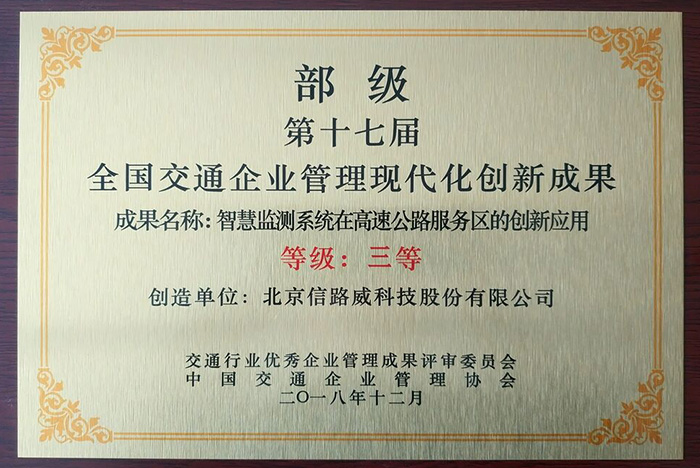 部级
第十七届
全国交通企业管理现代化创新成果
成果名称：智慧监测系统在高速公路服务区的创新应用
等级：三等
创造单位：北京信路威科技股份有限公司
交通行业优秀企业管理成果评审委员会
中国交通企业管理协会
二〇一八年十二月